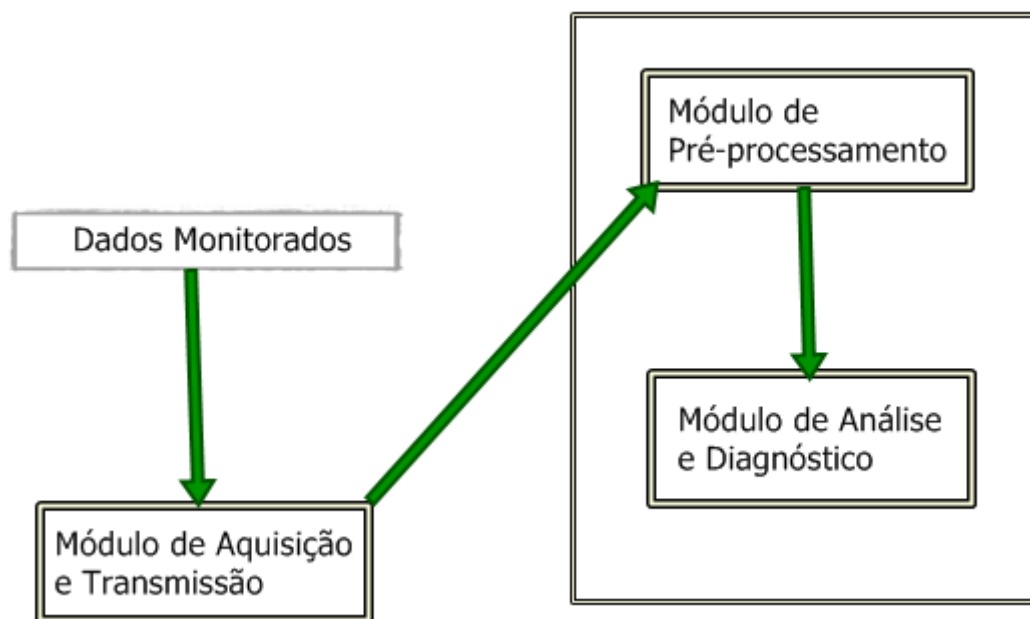 Dados Monitorados
Módulo de Aquisição
e Transmissão
Módulo de
Pré-processamento
Módulo de Análise
e Diagnóstico